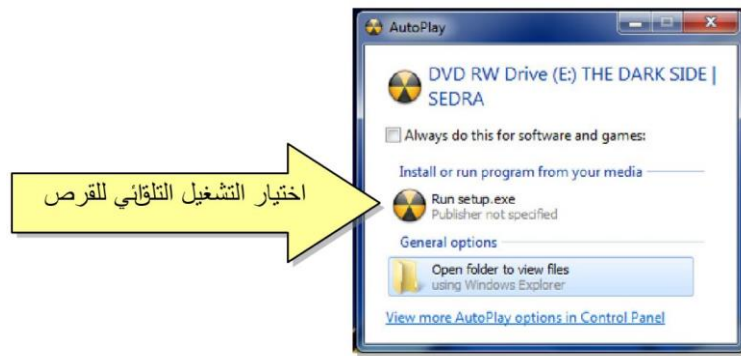 AutoPlay
DVD RW Drive (E:) THE DARK SIDE |
SEDRA
Always do this for software and games:
Install or run program from your media
اختيار التشغيل التلقائي للقرص
Run setup.exe
Publisher not specified
General options
Open folder to view files
using Windows Explorer
View more AutoPlay options in Control Panel